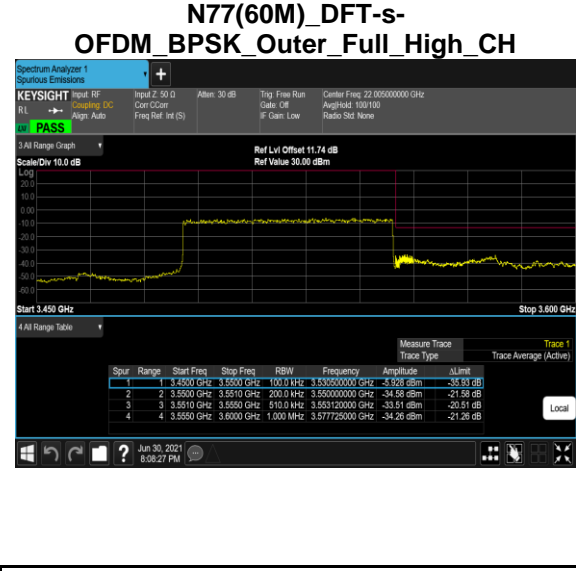 N77(60M)_DFT-s-
OFDM_BPSK_Outer_Full_High_CH
Spectrum Analyzer 1
Spurious Emissions
+
KEYSIGHT Input: RF Input Z: 50 Ω Atten: 30 dB Trig: Free Run Center Freq: 22.005000000 GHz
RL Coupling: DC Corr CCorr Gate: Off Avg|Hold: 100/100
Align: Auto Freq Ref: Int (S) IF Gain: Low Radio Std: None
PASS
3 All Range Graph
Ref Lvl Offset 11.74 dB
Scale/Div 10.0 dB Ref Value 30.00 dBm
Log
20.0
10.0
0.00
-10.0
-20.0
-30.0
-40.0
-50.0
-60.0
Start 3.450 GHz Stop 3.600 GHz
4 All Range Table
Measure Trace Trace 1
Trace Type Trace Average (Active)
Spur Range Start Freq Stop Freq RBW Frequency Amplitude ΔLimit
1 1 3.4500 GHz 3.5500 GHz 100.0 kHz 3.530500000 GHz -5.928 dBm -35.93 dB
2 2 3.5500 GHz 3.5510 GHz 200.0 kHz 3.550000000 GHz -34.58 dBm -21.58 dB
3 3 3.5510 GHz 3.5550 GHz 510.0 kHz 3.553120000 GHz -33.51 dBm -20.51 dB
4 4 3.5550 GHz 3.6000 GHz 1.000 MHz 3.577725000 GHz -34.26 dBm -21.26 dB
Local
? Jun 30, 2021
8:08:27 PM